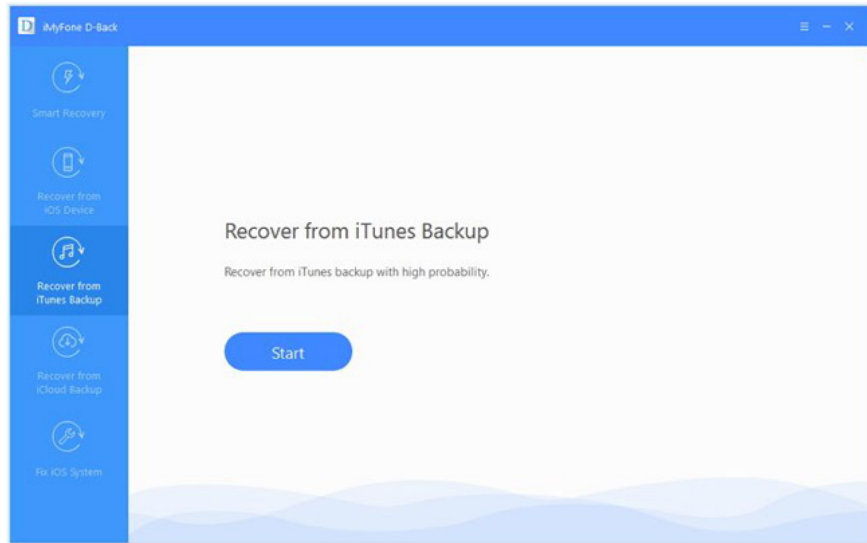 D iMyFone D-Back
Smart Recovery
Recover from
iOS Device
Recover from
iTunes Backup
Recover from
iCloud Backup
Fix iOS System
Recover from iTunes Backup
Recover from iTunes backup with high probability.
Start